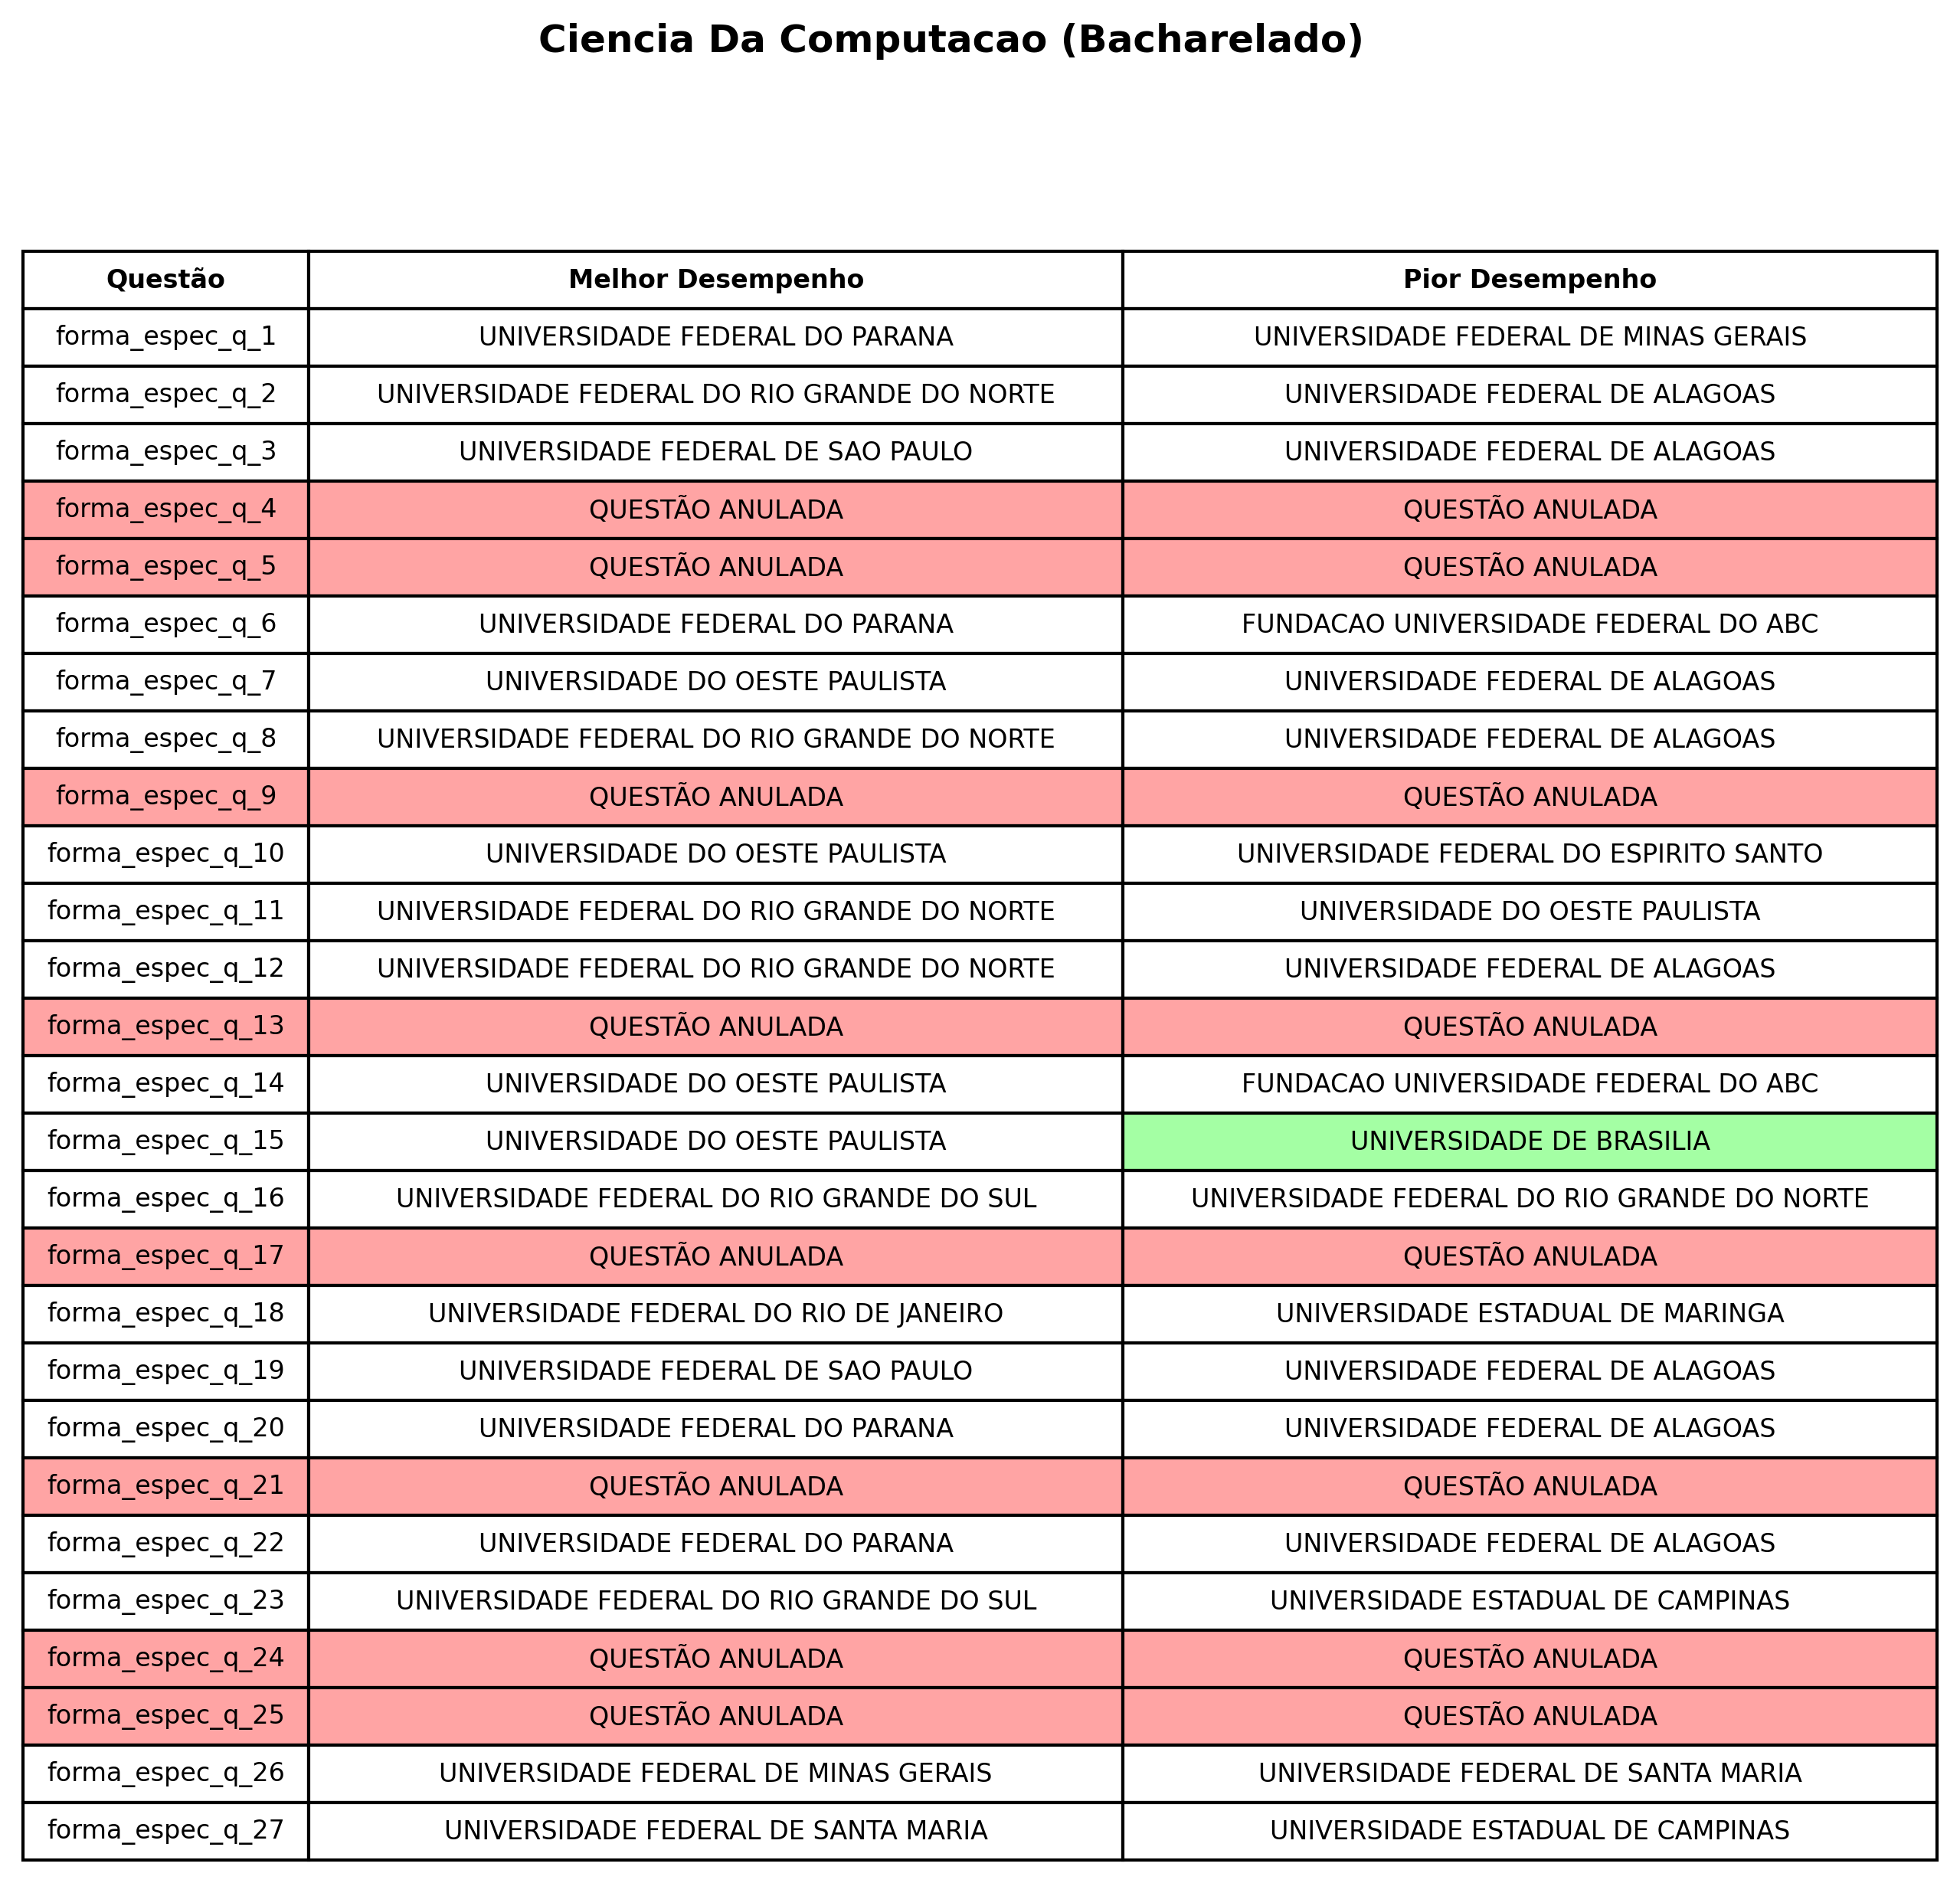 Ciencia Da Computacao (Bacharelado)
Questão Melhor Desempenho Pior Desempenho
forma_espec_q_1 UNIVERSIDADE FEDERAL DO PARANA UNIVERSIDADE FEDERAL DE MINAS GERAIS
forma_espec_q_2 UNIVERSIDADE FEDERAL DO RIO GRANDE DO NORTE UNIVERSIDADE FEDERAL DE ALAGOAS
forma_espec_q_3 UNIVERSIDADE FEDERAL DE SAO PAULO UNIVERSIDADE FEDERAL DE ALAGOAS
forma_espec_q_4 QUESTÃO ANULADA QUESTÃO ANULADA
forma_espec_q_5 QUESTÃO ANULADA QUESTÃO ANULADA
forma_espec_q_6 UNIVERSIDADE FEDERAL DO PARANA FUNDACAO UNIVERSIDADE FEDERAL DO ABC
forma_espec_q_7 UNIVERSIDADE DO OESTE PAULISTA UNIVERSIDADE FEDERAL DE ALAGOAS
forma_espec_q_8 UNIVERSIDADE FEDERAL DO RIO GRANDE DO NORTE UNIVERSIDADE FEDERAL DE ALAGOAS
forma_espec_q_9 QUESTÃO ANULADA QUESTÃO ANULADA
forma_espec_q_10 UNIVERSIDADE DO OESTE PAULISTA UNIVERSIDADE FEDERAL DO ESPIRITO SANTO
forma_espec_q_11 UNIVERSIDADE FEDERAL DO RIO GRANDE DO NORTE UNIVERSIDADE DO OESTE PAULISTA
forma_espec_q_12 UNIVERSIDADE FEDERAL DO RIO GRANDE DO NORTE UNIVERSIDADE FEDERAL DE ALAGOAS
forma_espec_q_13 QUESTÃO ANULADA QUESTÃO ANULADA
forma_espec_q_14 UNIVERSIDADE DO OESTE PAULISTA FUNDACAO UNIVERSIDADE FEDERAL DO ABC
forma_espec_q_15 UNIVERSIDADE DO OESTE PAULISTA UNIVERSIDADE DE BRASILIA
forma_espec_q_16 UNIVERSIDADE FEDERAL DO RIO GRANDE DO SUL UNIVERSIDADE FEDERAL DO RIO GRANDE DO NORTE
forma_espec_q_17 QUESTÃO ANULADA QUESTÃO ANULADA
forma_espec_q_18 UNIVERSIDADE FEDERAL DO RIO DE JANEIRO UNIVERSIDADE ESTADUAL DE MARINGA
forma_espec_q_19 UNIVERSIDADE FEDERAL DE SAO PAULO UNIVERSIDADE FEDERAL DE ALAGOAS
forma_espec_q_20 UNIVERSIDADE FEDERAL DO PARANA UNIVERSIDADE FEDERAL DE ALAGOAS
forma_espec_q_21 QUESTÃO ANULADA QUESTÃO ANULADA
forma_espec_q_22 UNIVERSIDADE FEDERAL DO PARANA UNIVERSIDADE FEDERAL DE ALAGOAS
forma_espec_q_23 UNIVERSIDADE FEDERAL DO RIO GRANDE DO SUL UNIVERSIDADE ESTADUAL DE CAMPINAS
forma_espec_q_24 QUESTÃO ANULADA QUESTÃO ANULADA
forma_espec_q_25 QUESTÃO ANULADA QUESTÃO ANULADA
forma_espec_q_26 UNIVERSIDADE FEDERAL DE MINAS GERAIS UNIVERSIDADE FEDERAL DE SANTA MARIA
forma_espec_q_27 UNIVERSIDADE FEDERAL DE SANTA MARIA UNIVERSIDADE ESTADUAL DE CAMPINAS